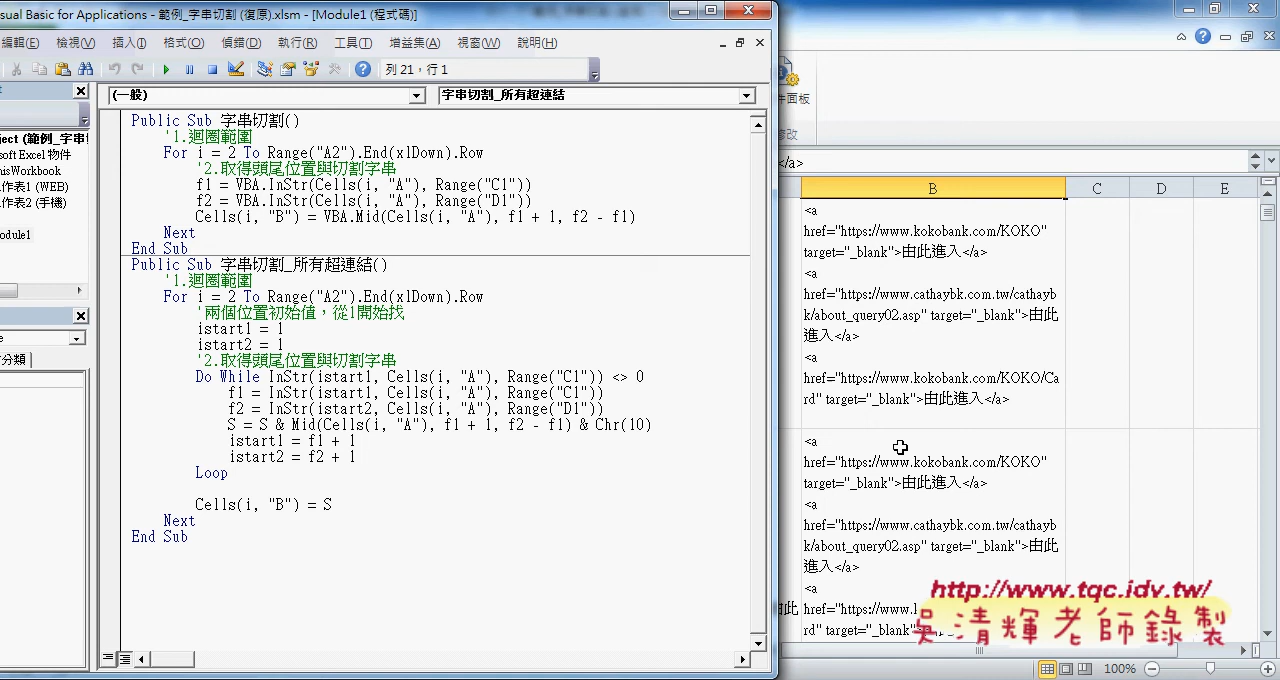 sual Basic for Applications - 範例_字串切割 (復原).xlsm - [Module1 (程式碼)]
編輯(E) 檢視(V) 插入(I) 格式(O) 偵錯(D) 執行(R) 工具(T) 增益集(A) 視窗(W) 說明(H)
列 21，行 1
(一般) 字串切割_所有超連結
ject (範例_字串
soft Excel 物件
hisWorkbook
作表1 (WEB)
作表2 (手機)
odule1
分類
Public Sub 字串切割()
'1.迴圈範圍
For i = 2 To Range("A2").End(xlDown).Row
'2.取得頭尾位置與切割字串
f1 = VBA.InStr(Cells(i, "A"), Range("C1"))
f2 = VBA.InStr(Cells(i, "A"), Range("D1"))
Cells(i, "B") = VBA.Mid(Cells(i, "A"), f1 + 1, f2 - f1)
Next
End Sub
Public Sub 字串切割_所有超連結()
'1.迴圈範圍
For i = 2 To Range("A2").End(xlDown).Row
'兩個位置初始值，從1開始找
istart1 = 1
istart2 = 1
'2.取得頭尾位置與切割字串
Do While InStr(istart1, Cells(i, "A"), Range("C1")) <> 0
f1 = InStr(istart1, Cells(i, "A"), Range("C1"))
f2 = InStr(istart2, Cells(i, "A"), Range("D1"))
S = S & Mid(Cells(i, "A"), f1 + 1, f2 - f1) & Chr(10)
istart1 = f1 + 1
istart2 = f2 + 1
Loop
Cells(i, "B") = S
Next
End Sub
件面板
修改
/a>
B C D E
<a
href="https://www.kokobank.com/KOKO"
target="_blank">由此進入</a>
<a
href="https://www.cathaybk.com.tw/cathayb
k/about_query02.asp" target="_blank">由此
進入</a>
<a
href="https://www.kokobank.com/KOKO/Ca
rd" target="_blank">由此進入</a>
<a
href="https://www.kokobank.com/KOKO"
target="_blank">由此進入</a>
<a
href="https://www.cathaybk.com.tw/cathayb
k/about_query02.asp" target="_blank">由此
進入</a>
<a
由此 href="https://www.
rd" target="_blank">
http://www.tqc.idv.tw/
吳清輝老師錄製
100%